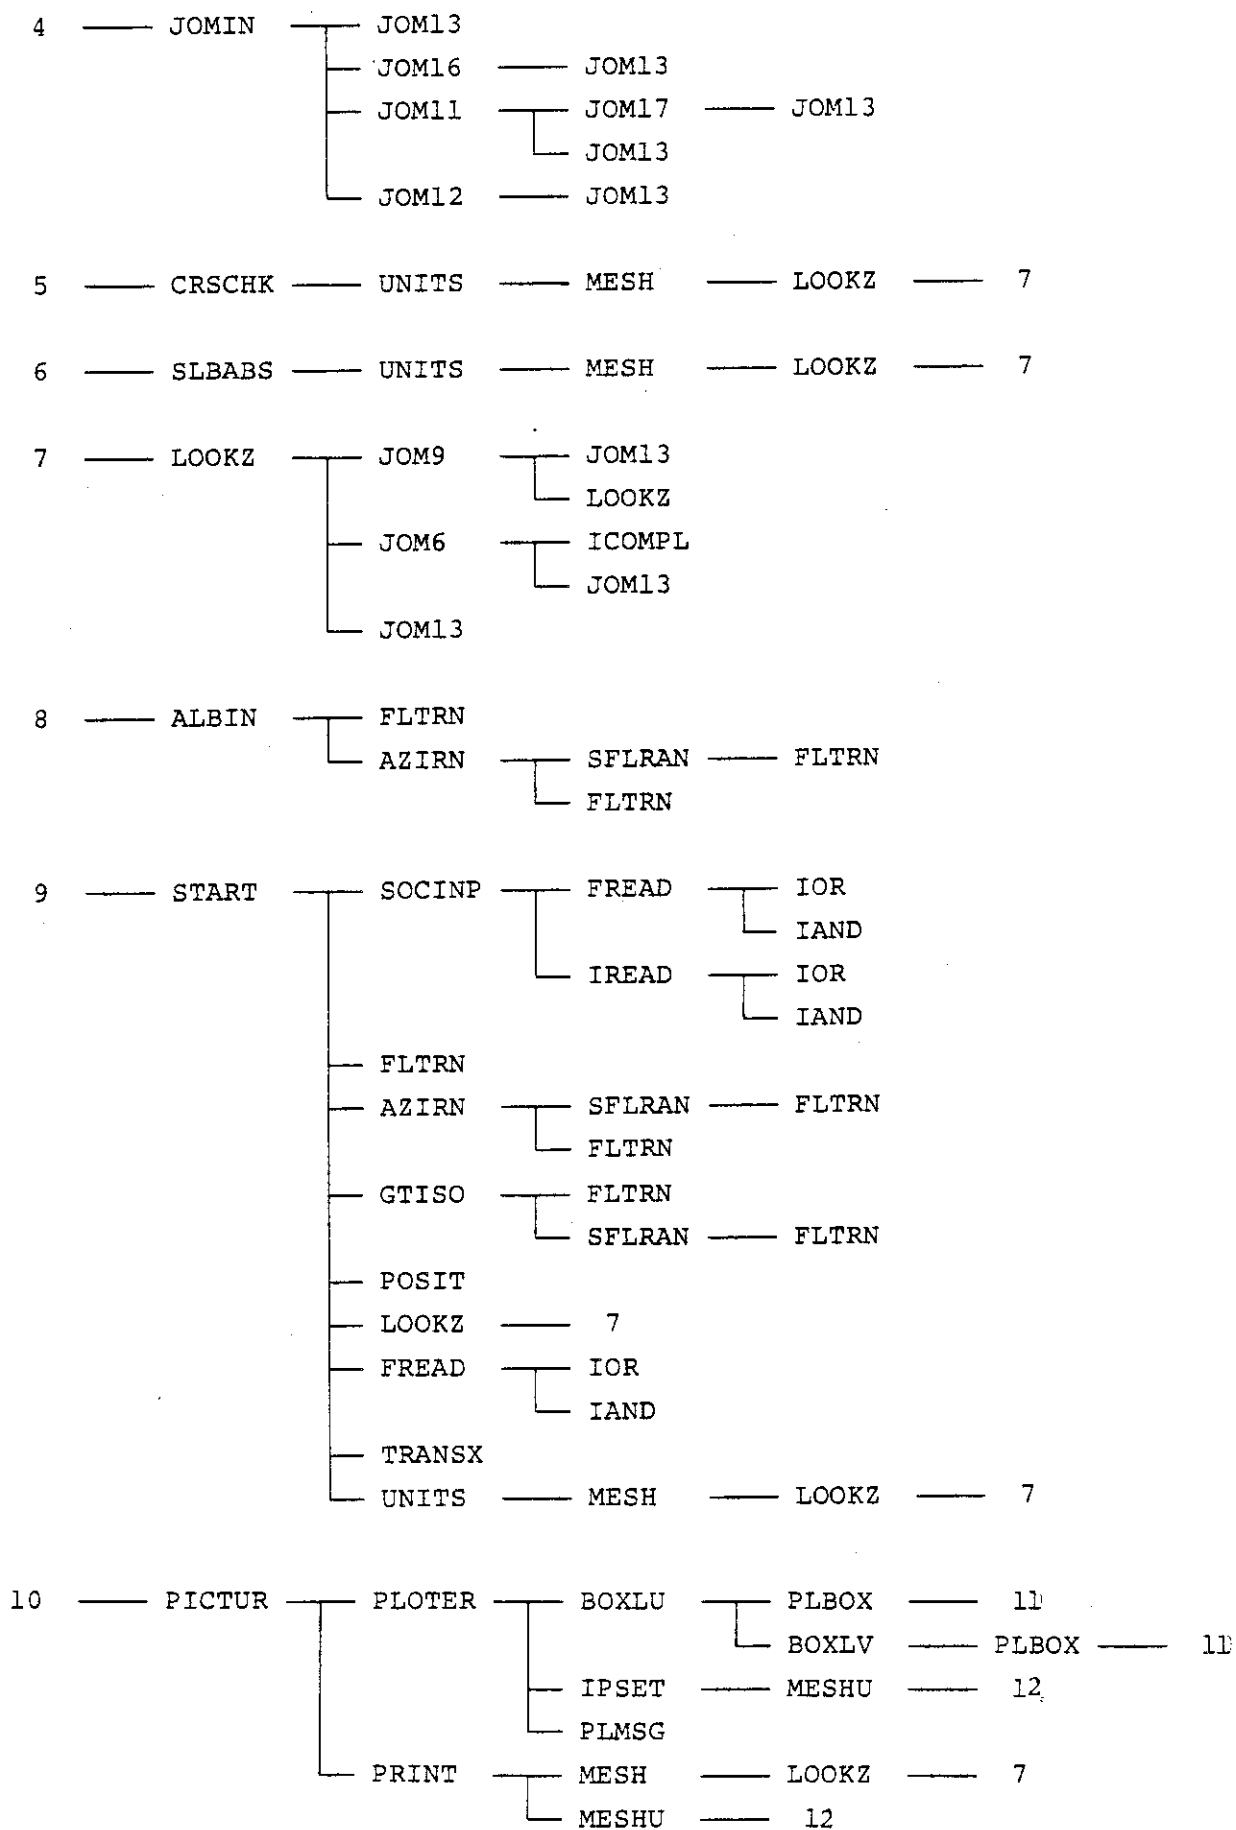 4 JOMIN JOM13
JOM16 JOM13
JOM11 JOM17 JOM13
JOM13
JOM12 JOM13
5 CRSCHK UNITS MESH LOOKZ 7
6 SLBABS UNITS MESH LOOKZ 7
7 LOOKZ JOM9 JOM13
LOOKZ
JOM6 ICOMPL
JOM13
JOM13
8 ALBIN FLTRN
AZIRN SFLRAN FLTRN
FLTRN
9 START SOCINP FREAD IOR
IAND
IREAD IOR
IAND
FLTRN
AZIRN SFLRAN FLTRN
FLTRN
GTISO FLTRN
SFLRAN FLTRN
POSIT
LOOKZ 7
FREAD IOR
IAND
TRANSX
UNITS MESH LOOKZ 7
10 PICTUR PLOTER BOXLU PLBOX 11
BOXLV PLBOX 11
IPSET MESHU 12
PLMSG
PRINT MESH LOOKZ 7
MESHU 12